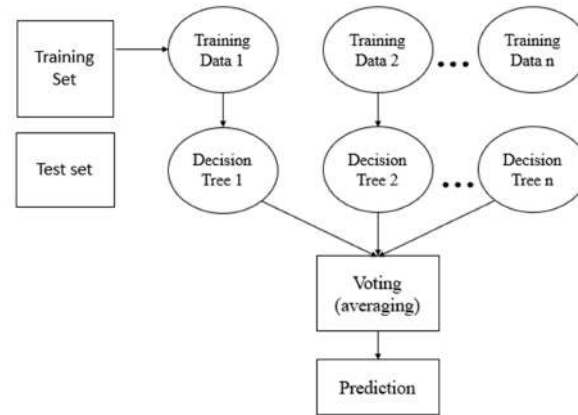 Training
Set
Training
Data 1
Training
Data 2
Training
Data n
Test set
Decision
Tree 1
Decision
Tree 2
Decision
Tree n
Voting
(averaging)
Prediction